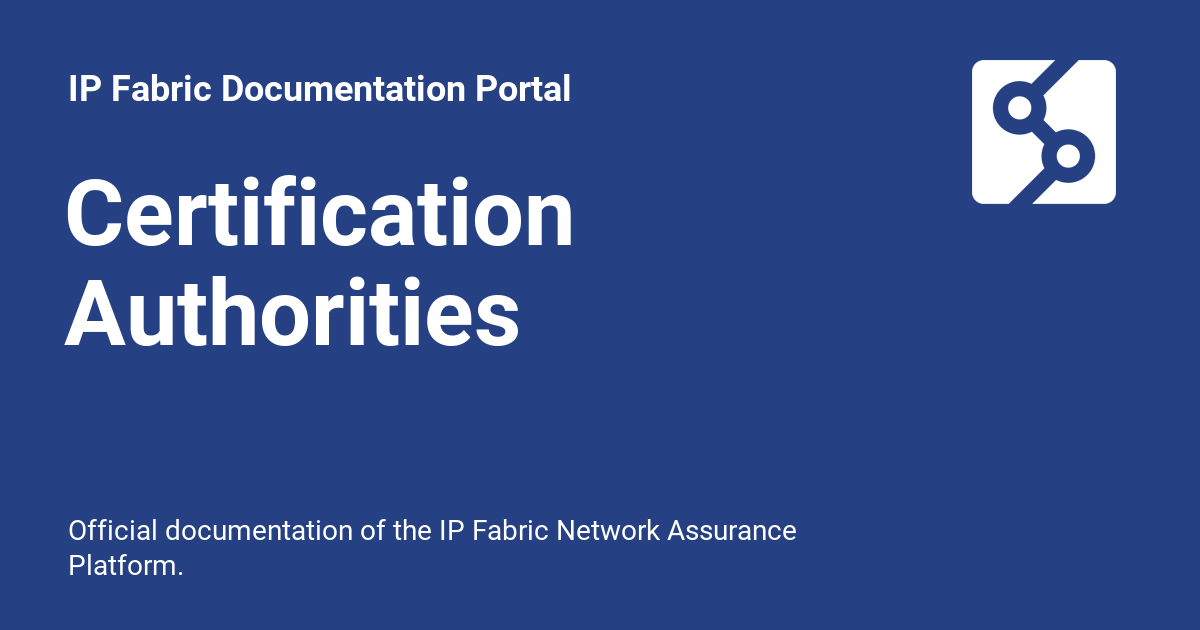 IP Fabric Documentation Portal
Certification
Authorities
Official documentation of the IP Fabric Network Assurance
Platform.